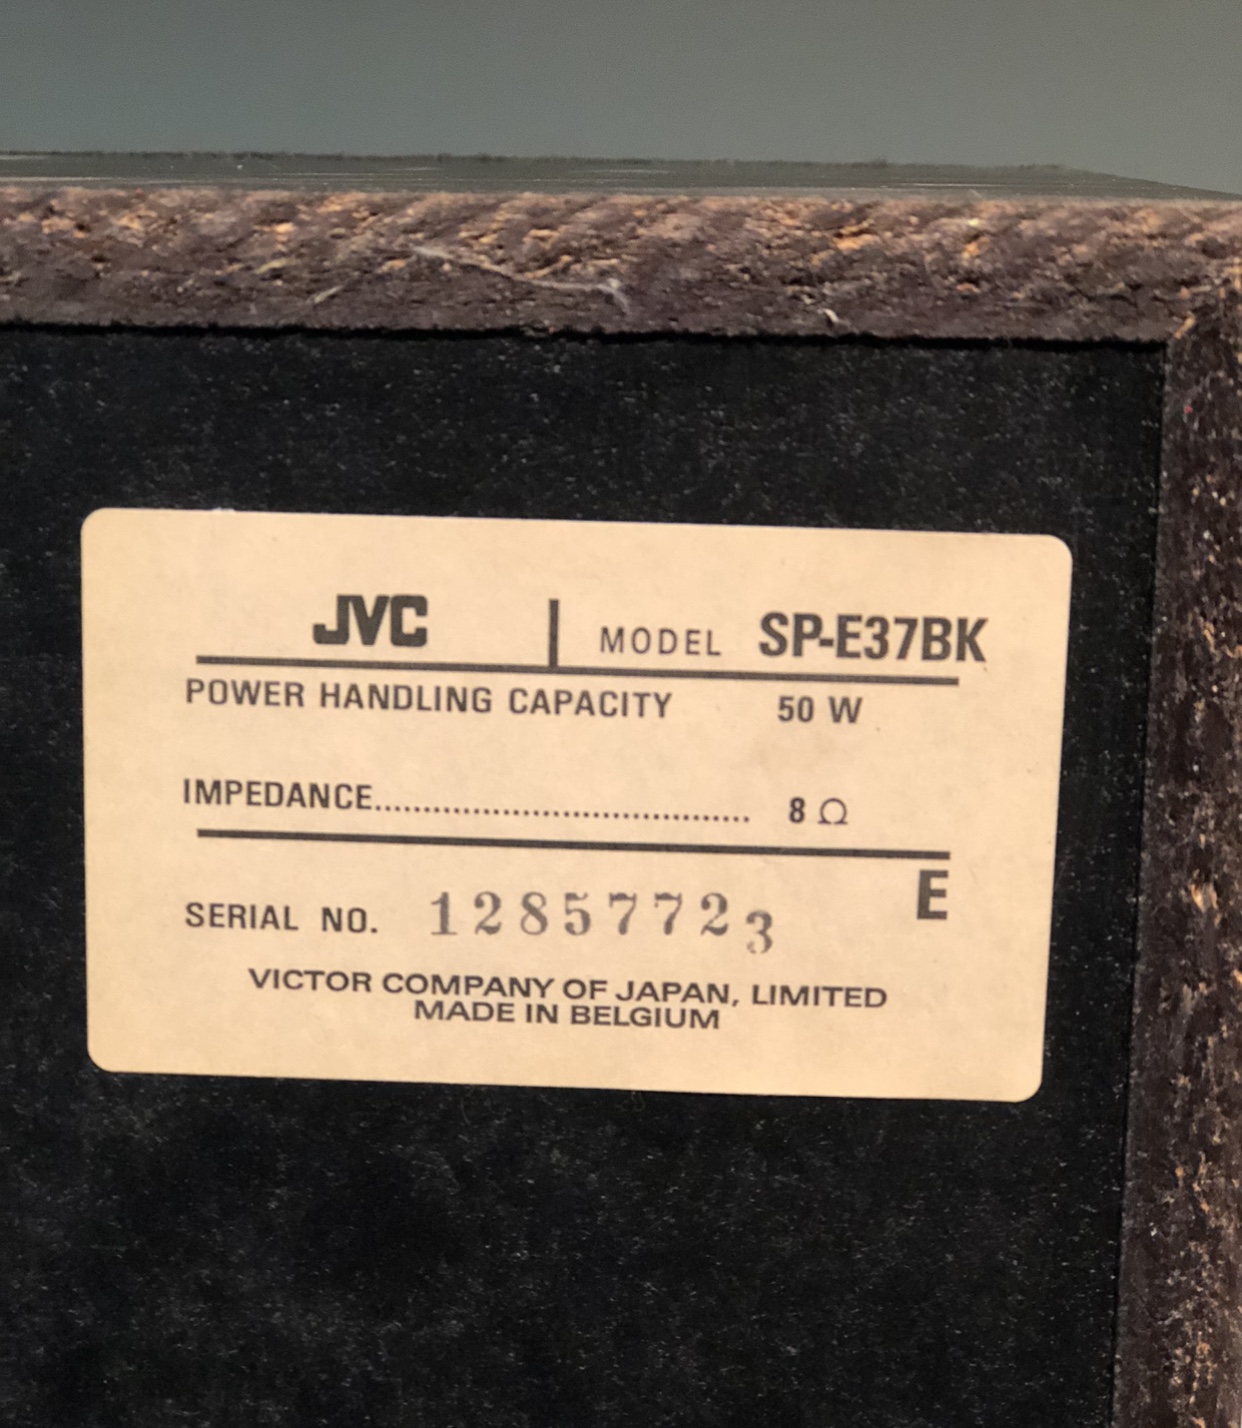 JVC MODEL SP-E37BK
POWER HANDLING CAPACITY 50 W
IMPEDANCE...................................... 8 Ω
E
SERIAL NO. 12857723
VICTOR COMPANY OF JAPAN, LIMITED
MADE IN BELGIUM